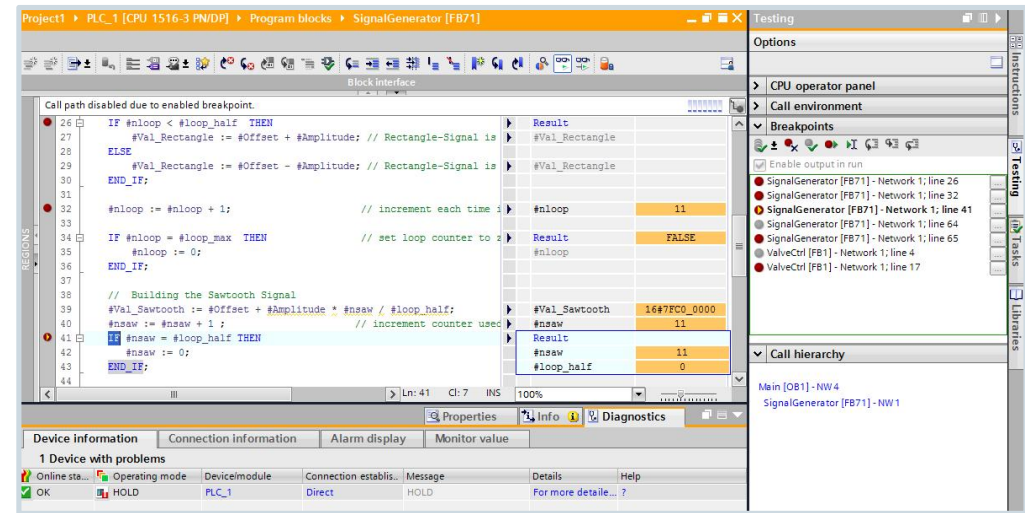 Project1 ▸ PLC_1 [CPU 1516-3 PN/DP] ▸ Program blocks ▸ SignalGenerator [FB71]
Testing
Options
Block interface
Call path disabled due to enabled breakpoint.
26 IF #nloop < #loop_half THEN Result
27 #Val_Rectangle := #Offset + #Amplitude; // Rectangle-Signal is #Val_Rectangle
28 ELSE
29 #Val_Rectangle := #Offset - #Amplitude; // Rectangle-Signal is #Val_Rectangle
30 END_IF;
31
32 #nloop := #nloop + 1; // increment each time i #nloop 11
33
34 IF #nloop = #loop_max THEN // set loop counter to z Result FALSE
35 #nloop := 0; #nloop
36 END_IF;
37
38 // Building the Sawtooth Signal
39 #Val_Sawtooth := #Offset + #Amplitude * #nsaw / #loop_half; #Val_Sawtooth 16#7FC0_0000
40 #nsaw := #nsaw + 1 ; // increment counter used #nsaw 11
41 IF #nsaw = #loop_half THEN Result
42 #nsaw := 0; #nsaw 11
43 END_IF; #loop_half 0
44
REGIONS
Ln: 41 Cl: 7 INS 100%
CPU operator panel
Call environment
Breakpoints
Enable output in run
SignalGenerator [FB71] - Network 1; line 26
SignalGenerator [FB71] - Network 1; line 32
SignalGenerator [FB71] - Network 1; line 41
SignalGenerator [FB71] - Network 1; line 64
SignalGenerator [FB71] - Network 1; line 65
ValveCtrl [FB1] - Network 1; line 4
ValveCtrl [FB1] - Network 1; line 17
Call hierarchy
Main [OB1] - NW4
SignalGenerator [FB71] - NW1
Instructions
Testing
Tasks
Libraries
Properties Info Diagnostics
Device information Connection information Alarm display Monitor value
1 Device with problems
Online sta... Operating mode Device/module Connection establis.. Message Details Help
OK HOLD PLC_1 Direct HOLD For more detaile... ?